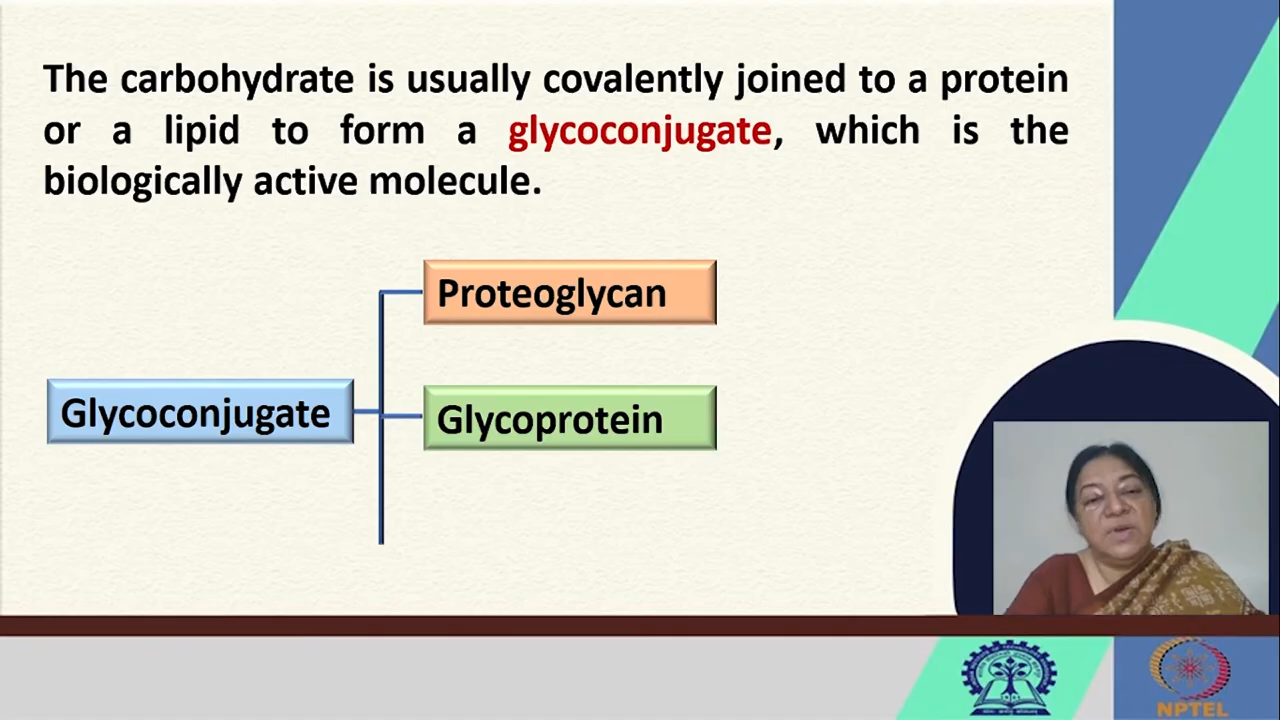 The carbohydrate is usually covalently joined to a protein
or a lipid to form a glycoconjugate, which is the
biologically active molecule.
Proteoglycan
Glycoconjugate
Glycoprotein
NPTEL